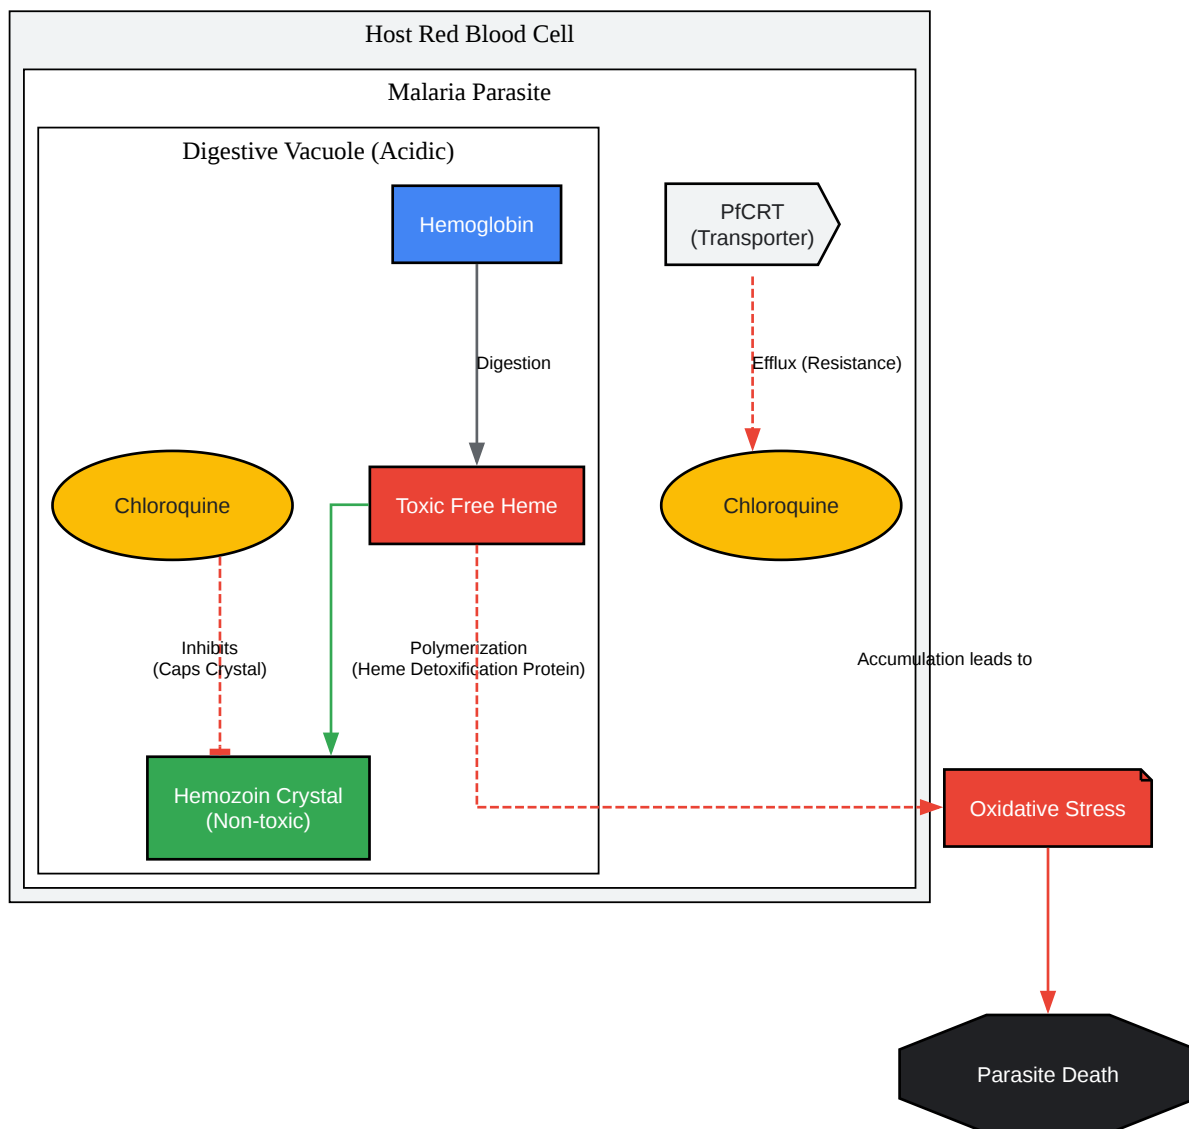 Host Red Blood Cell
Malaria Parasite
Digestive Vacuole (Acidic)
Hemoglobin
PfCRT
(Transporter)
Digestion
Efflux (Resistance)
Chloroquine
Toxic Free Heme
Chloroquine
Inhibits
(Caps Crystal)
Polymerization
(Heme Detoxification Protein)
Accumulation leads to
Hemozoin Crystal
(Non-toxic)
Oxidative Stress
Parasite Death